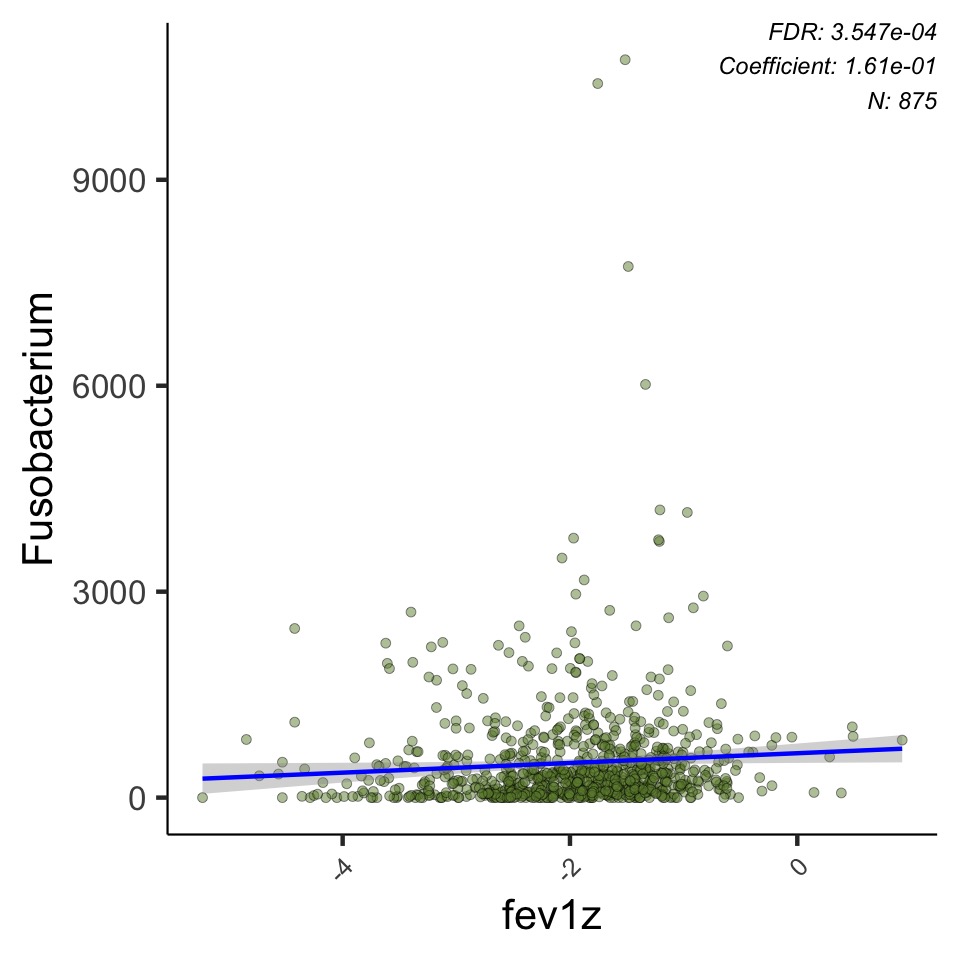 FDR: 3.547e-04
Coefficient: 1.61e-01
N: 875
Fusobacterium
9000
6000
3000
0
-4
-2
0
fev1z